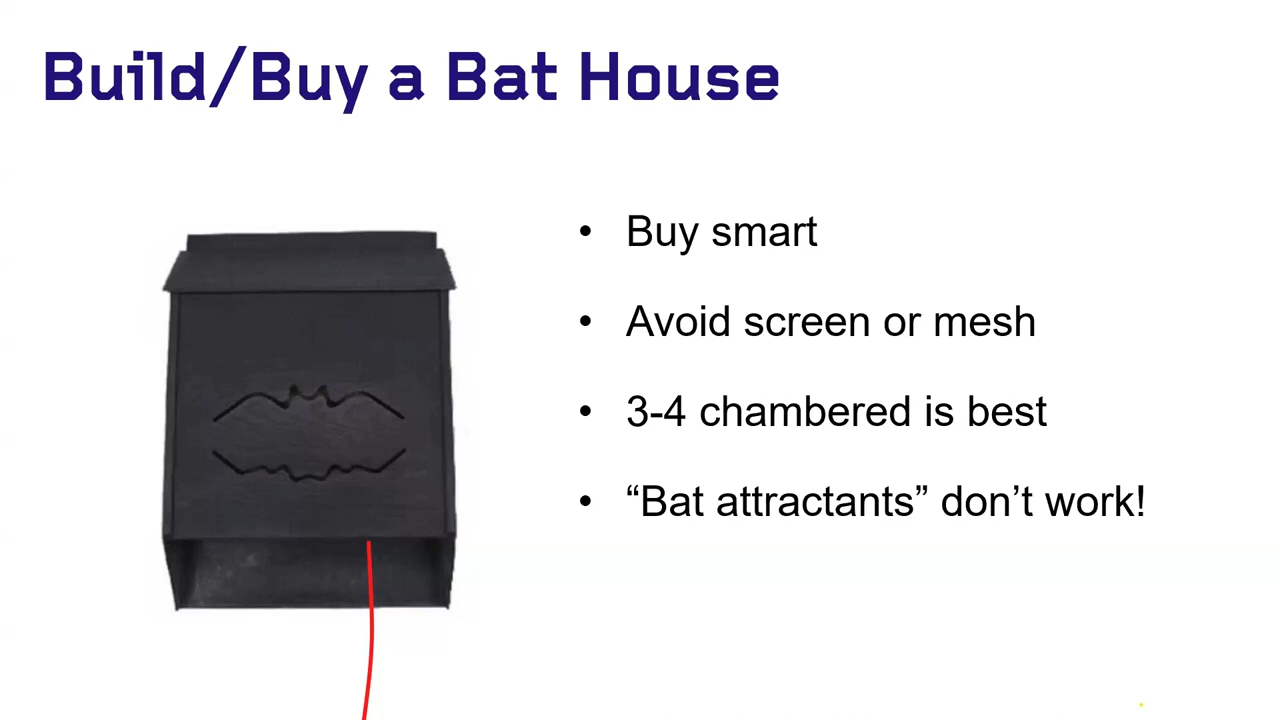 Build/Buy a Bat House
• Buy smart
• Avoid screen or mesh
• 3-4 chambered is best
• “Bat attractants” don’t work!